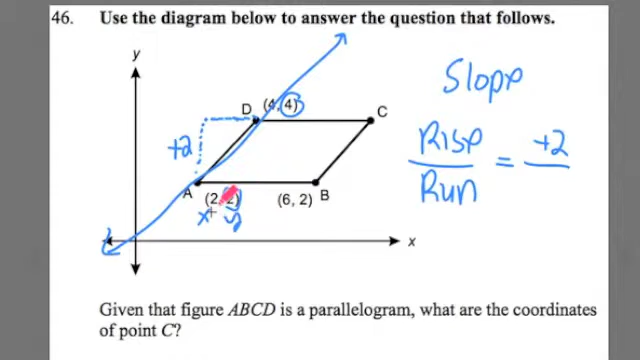 46. Use the diagram below to answer the question that follows.
y
D (4, 4)
C
Slope
+2
Rise
Run
= +2
A (2, 2)
(6, 2) B
x y
x
Given that figure ABCD is a parallelogram, what are the coordinates
of point C?